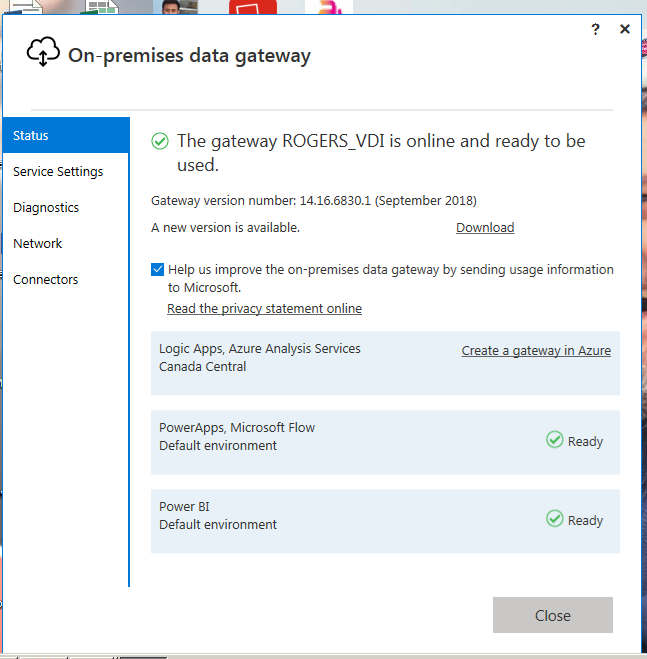 ? ×
On-premises data gateway
Status
Service Settings
Diagnostics
Network
Connectors
The gateway ROGERS_VDI is online and ready to be
used.
Gateway version number: 14.16.6830.1 (September 2018)
A new version is available. Download
Help us improve the on-premises data gateway by sending usage information
to Microsoft.
Read the privacy statement online
Logic Apps, Azure Analysis Services Create a gateway in Azure
Canada Central
PowerApps, Microsoft Flow
Default environment
Ready
Power BI
Default environment
Ready
Close